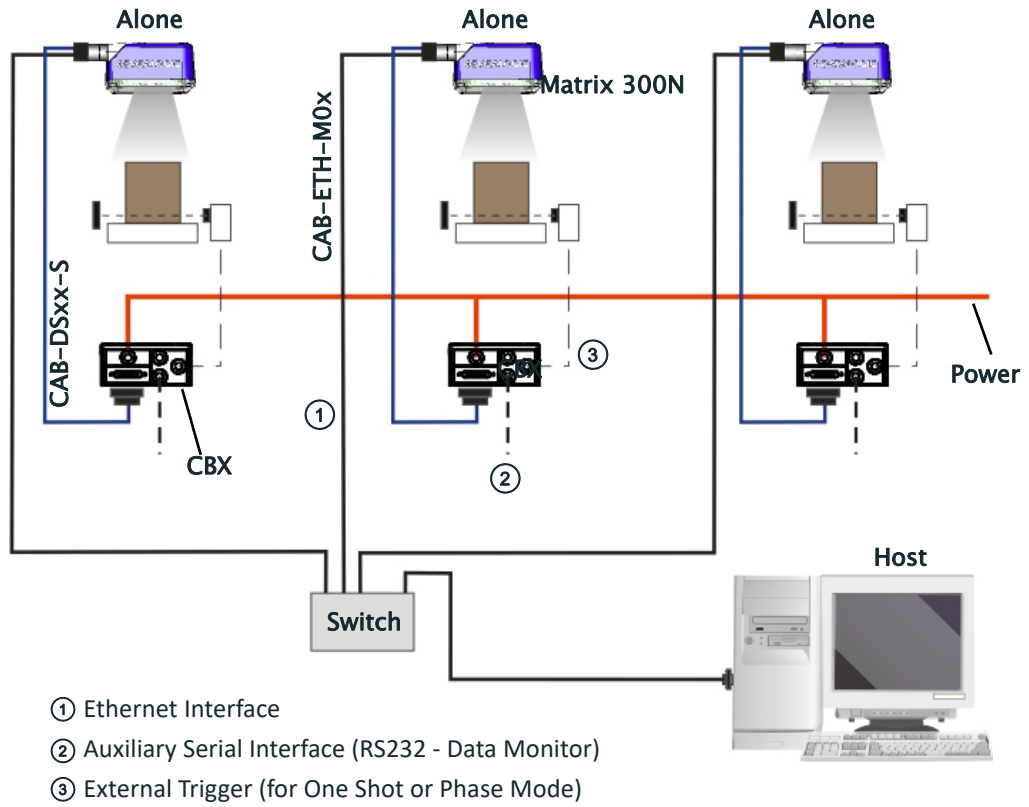 Alone
Alone
Alone
Matrix 300N
CAB-ETH-M0x
CAB-DSxx-S
③
Power
①
CBX
CBX
②
Host
Switch
① Ethernet Interface
② Auxiliary Serial Interface (RS232 - Data Monitor)
③ External Trigger (for One Shot or Phase Mode)